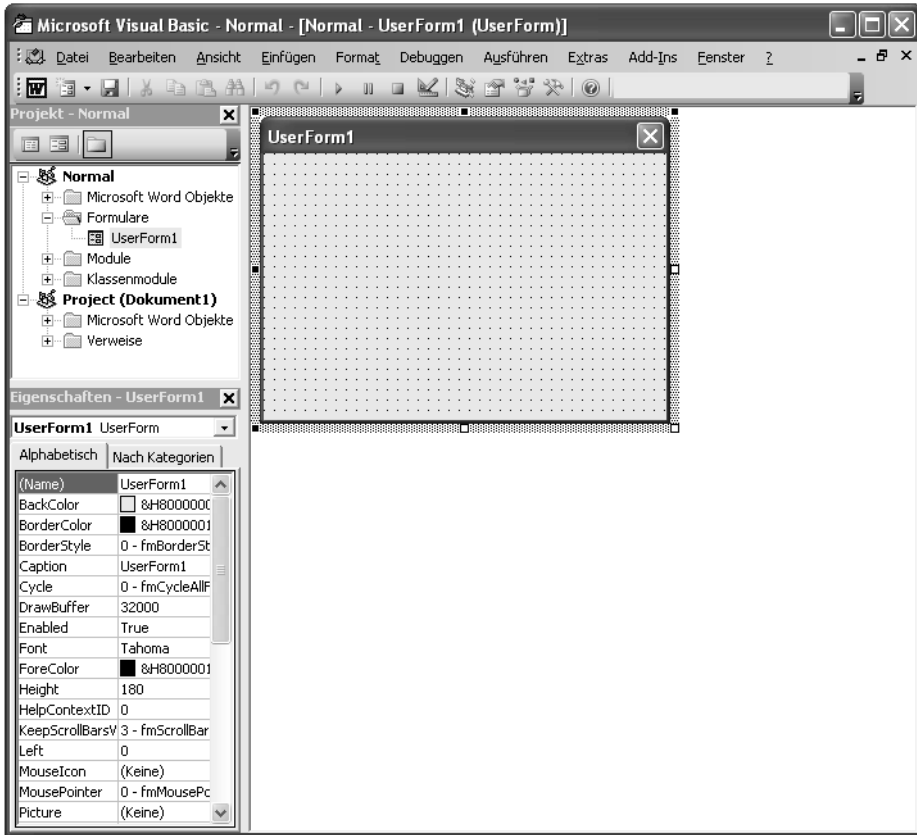 Microsoft Visual Basic - Normal - [Normal - UserForm1 (UserForm)]
Datei Bearbeiten Ansicht Einfügen Format Debuggen Ausführen Extras Add-Ins Fenster ?
Projekt - Normal
Normal
Microsoft Word Objekte
Formulare
UserForm1
Module
Klassenmodule
Project (Dokument1)
Microsoft Word Objekte
Verweise
UserForm1
Eigenschaften - UserForm1
UserForm1 UserForm
Alphabetisch Nach Kategorien
(Name) UserForm1
BackColor &H8000000
BorderColor &H8000001
BorderStyle 0 - fmBorderSt
Caption UserForm1
Cycle 0 - fmCycleAllF
DrawBuffer 32000
Enabled True
Font Tahoma
ForeColor &H8000001
Height 180
HelpContextID 0
KeepScrollBarsV 3 - fmScrollBar
Left 0
MouseIcon (Keine)
MousePointer 0 - fmMousePo
Picture (Keine)